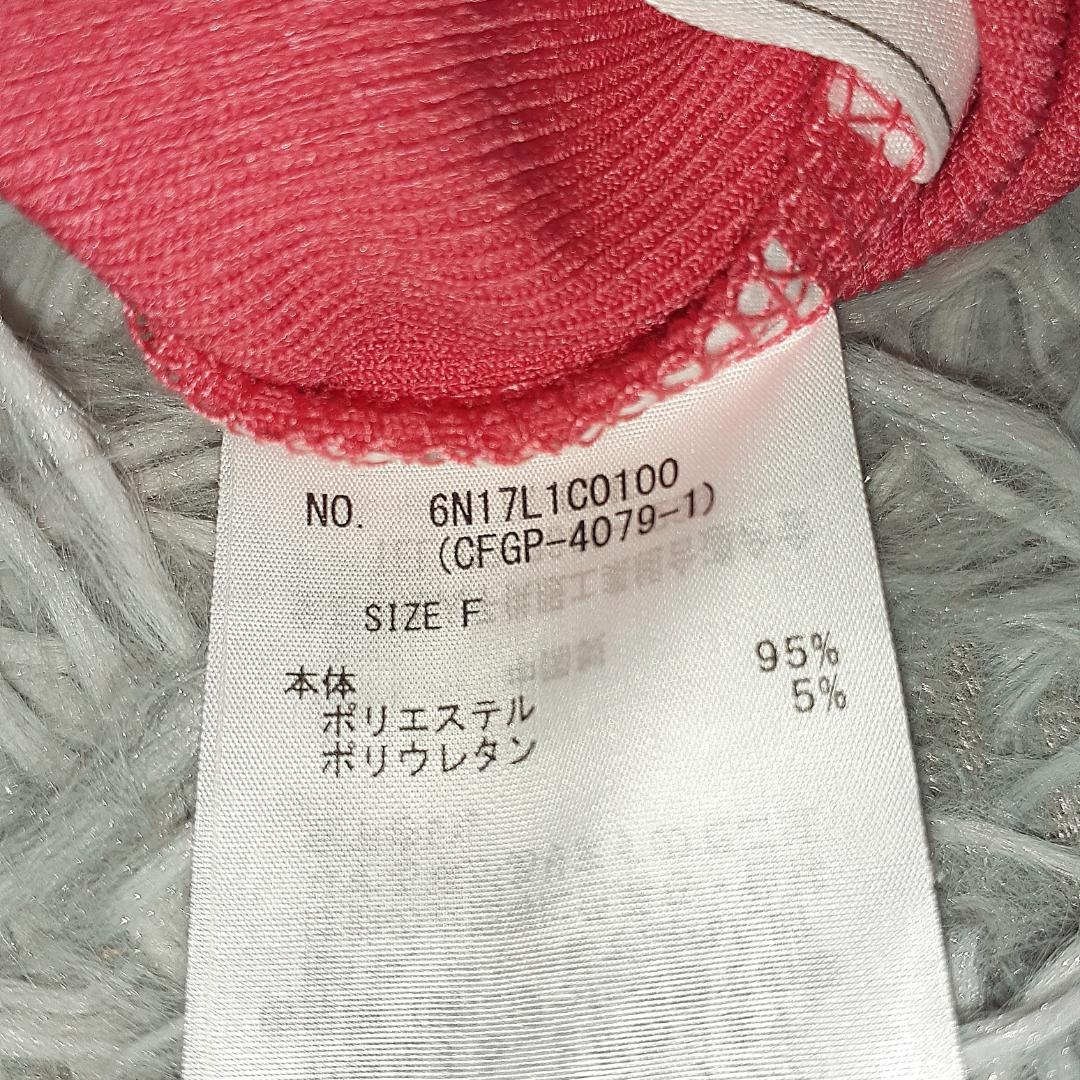 NO. 6N17L1C0100
(CFGP-4079-1)
SIZE F
本体
ポリエステル 95%
ポリウレタン 5%